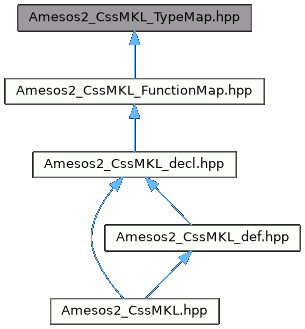 Amesos2_CssMKL_TypeMap.hpp
Amesos2_CssMKL_FunctionMap.hpp
Amesos2_CssMKL_decl.hpp
Amesos2_CssMKL_def.hpp
Amesos2_CssMKL.hpp